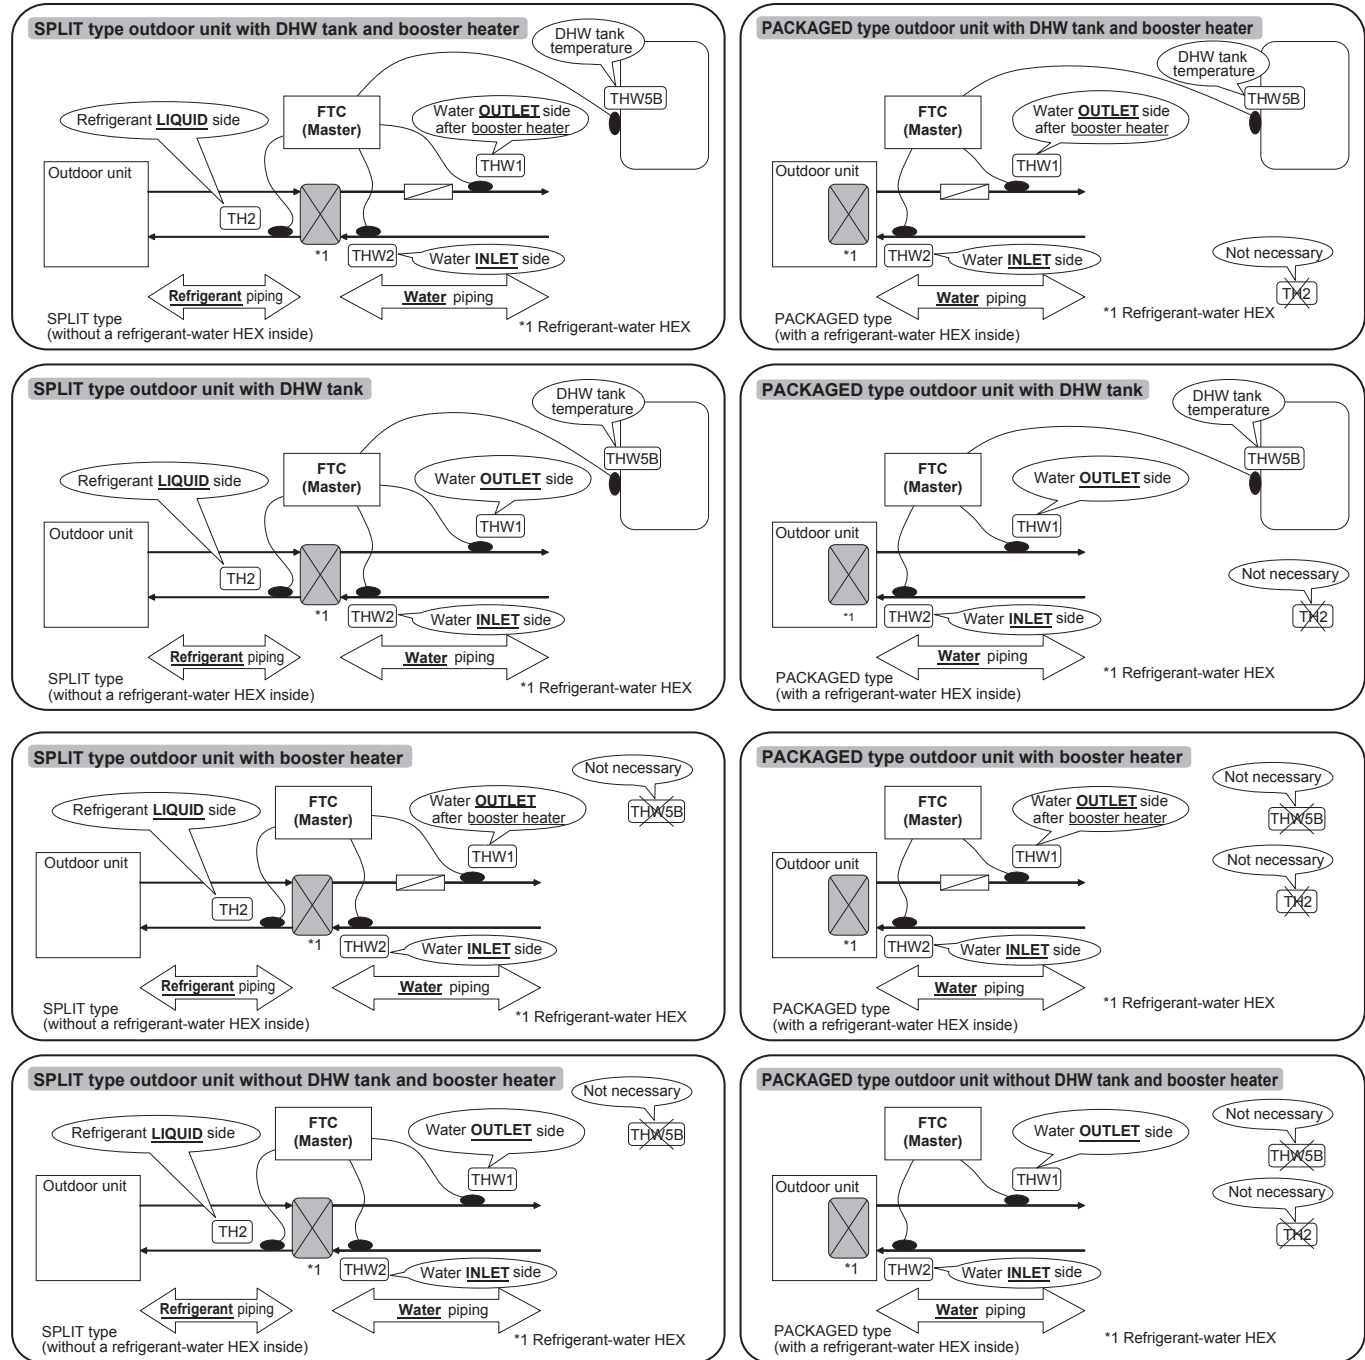 SPLIT type outdoor unit with DHW tank and booster heater
DHW tank
temperature
THW5B
FTC
(Master)
Refrigerant LIQUID side
Water OUTLET side
after booster heater
THW1
Outdoor unit
TH2
*1
THW2
Water INLET side
Refrigerant piping
Water piping
SPLIT type
(without a refrigerant-water HEX inside)
*1 Refrigerant-water HEX
PACKAGED type outdoor unit with DHW tank and booster heater
DHW tank
temperature
THW5B
FTC
(Master)
Water OUTLET side
after booster heater
THW1
Outdoor unit
*1
THW2
Water INLET side
Not necessary
TH2
Water piping
PACKAGED type
(with a refrigerant-water HEX inside)
*1 Refrigerant-water HEX
SPLIT type outdoor unit with DHW tank
DHW tank
temperature
THW5B
FTC
(Master)
Refrigerant LIQUID side
Water OUTLET side
THW1
Outdoor unit
TH2
*1
THW2
Water INLET side
Refrigerant piping
Water piping
SPLIT type
(without a refrigerant-water HEX inside)
*1 Refrigerant-water HEX
PACKAGED type outdoor unit with DHW tank
DHW tank
temperature
THW5B
FTC
(Master)
Water OUTLET side
THW1
Outdoor unit
*1
THW2
Water INLET side
Not necessary
TH2
Water piping
PACKAGED type
(with a refrigerant-water HEX inside)
*1 Refrigerant-water HEX
SPLIT type outdoor unit with booster heater
Not necessary
THW5B
FTC
(Master)
Refrigerant LIQUID side
Water OUTLET
after booster heater
THW1
Outdoor unit
TH2
*1
THW2
Water INLET side
Refrigerant piping
Water piping
SPLIT type
(without a refrigerant-water HEX inside)
*1 Refrigerant-water HEX
PACKAGED type outdoor unit with booster heater
Not necessary
THW5B
FTC
(Master)
Water OUTLET side
after booster heater
THW1
Outdoor unit
Not necessary
TH2
*1
THW2
Water INLET side
Water piping
PACKAGED type
(with a refrigerant-water HEX inside)
*1 Refrigerant-water HEX
SPLIT type outdoor unit without DHW tank and booster heater
Not necessary
THW5B
FTC
(Master)
Refrigerant LIQUID side
Water OUTLET side
THW1
Outdoor unit
TH2
*1
THW2
Water INLET side
Refrigerant piping
Water piping
SPLIT type
(without a refrigerant-water HEX inside)
*1 Refrigerant-water HEX
PACKAGED type outdoor unit without DHW tank and booster heater
Not necessary
THW5B
FTC
(Master)
Water OUTLET side
THW1
Outdoor unit
Not necessary
TH2
*1
THW2
Water INLET side
Water piping
PACKAGED type
(with a refrigerant-water HEX inside)
*1 Refrigerant-water HEX